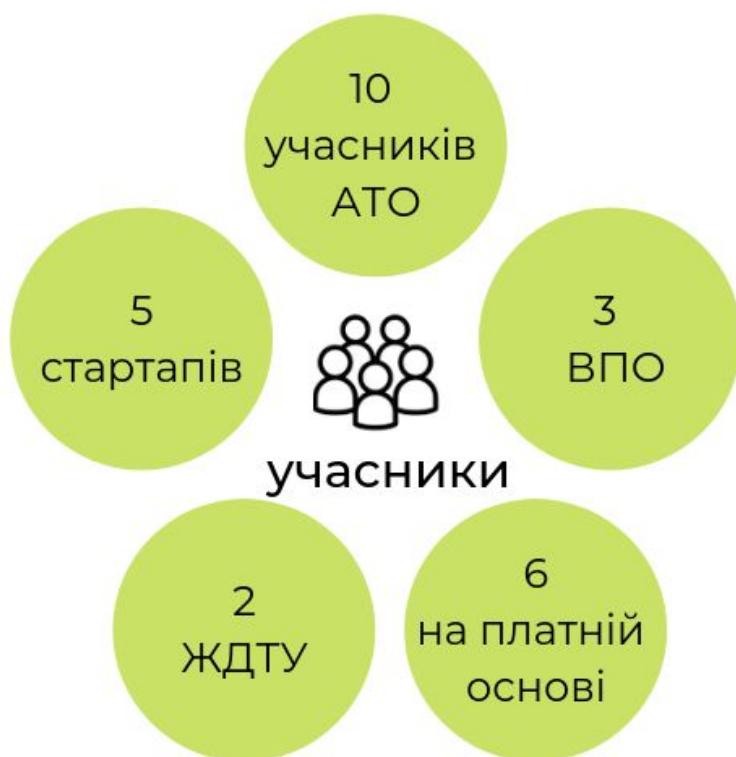 10
учасників
АТО
5
стартапів
3
ВПО
учасники
2
ЖДТУ
6
на платній
основі